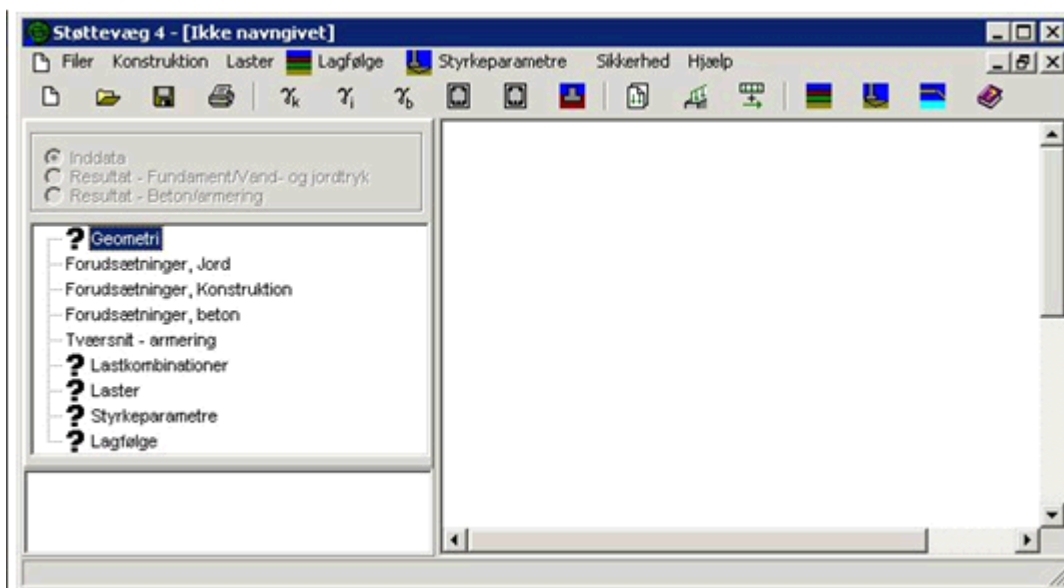 Støttevæg 4 - [Ikke navngivet]
Filer Konstruktion Laster Lagfølge Styrkeparametre Sikkerhed Hjælp
γk γi γb
Inddata
Resultat - Fundament/Vand- og jordtryk
Resultat - Beton/armering
? Geometri
Forudsætninger, Jord
Forudsætninger, Konstruktion
Forudsætninger, beton
Tværsnit - armering
? Lastkombinationer
? Laster
? Styrkeparametre
? Lagfølge